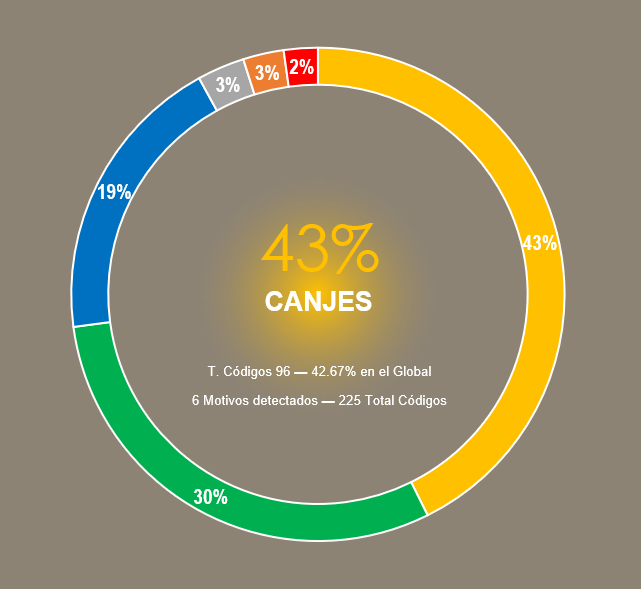 2%
3%
3%
19%
43%
43%
CANJES
T. Códigos 96 — 42.67% en el Global
6 Motivos detectados — 225 Total Códigos
30%